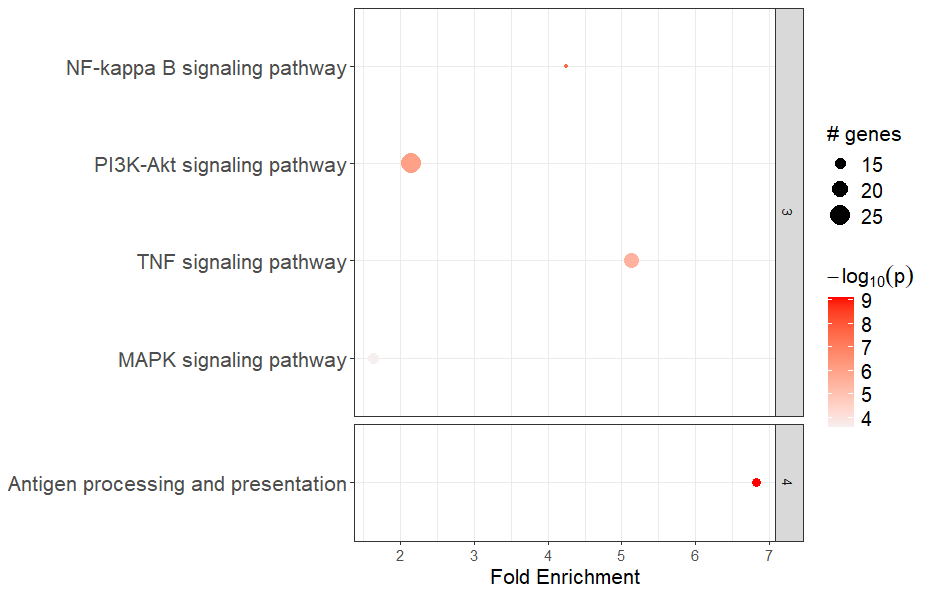 NF-kappa B signaling pathway
PI3K-Akt signaling pathway
TNF signaling pathway
MAPK signaling pathway
3
Antigen processing and presentation
4
2 3 4 5 6 7
Fold Enrichment
# genes
15
20
25
−log₁₀(p)
9
8
7
6
5
4